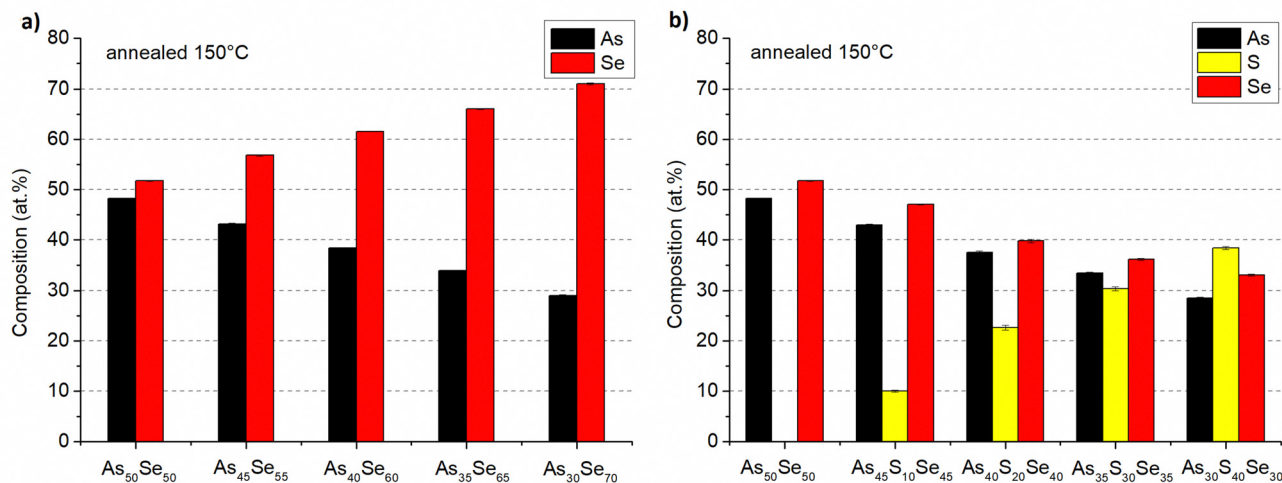 a)
annealed 150°C
As
Se
Composition (at.%)
80
70
60
50
40
30
20
10
0
As₅₀Se₅₀ As₄₅Se₅₅ As₄₀Se₆₀ As₃₅Se₆₅ As₃₀Se₇₀
b)
annealed 150°C
As
S
Se
Composition (at.%)
80
70
60
50
40
30
20
10
0
As₅₀Se₅₀ As₄₅S₁₀Se₄₅ As₄₀S₂₀Se₄₀ As₃₅S₃₀Se₃₅ As₃₀S₄₀Se₃₀